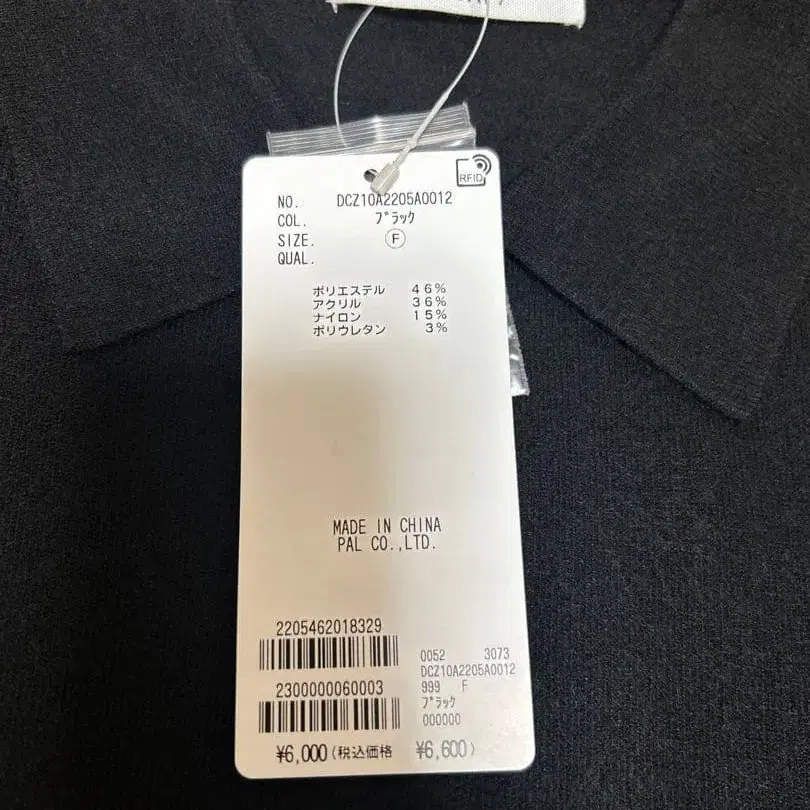 RFID
NO. DCZ10A2205A0012
COL. ブラック
SIZE. F
QUAL.
ポリエステル 46%
アクリル 36%
ナイロン 15%
ポリウレタン 3%
MADE IN CHINA
PAL CO.,LTD.
2205462018329
2300000060003
¥6,000(税込価格 ¥6,600)
0052 3073
DCZ10A2205A0012
999 F
ブラック
000000